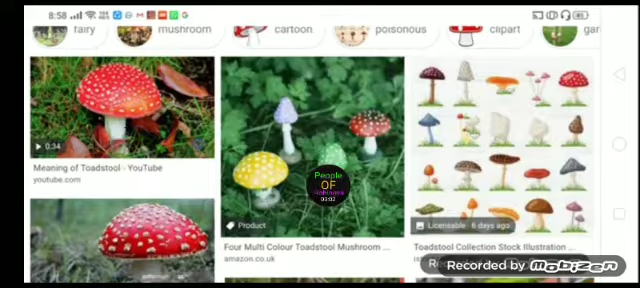 8:58
fairy
mushroom
cartoon
poisonous
clipart
gar
0:34
People
OF
03:02
Product
Licensable · 6 days ago
Meaning of Toadstool - YouTube
youtube.com
Four Multi Colour Toadstool Mushroom ...
amazon.co.uk
Toadstool Collection Stock Illustration ...
Recorded by Mobizen